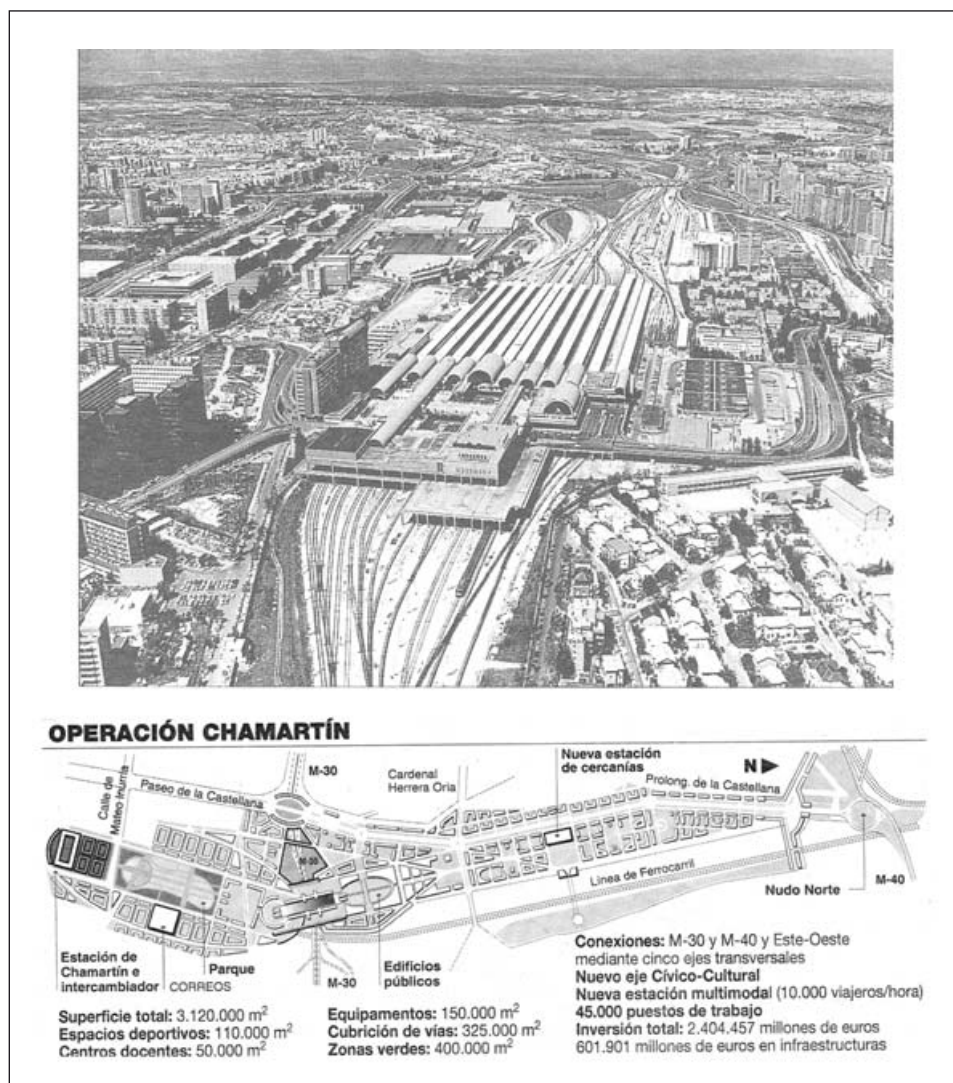 OPERACIÓN CHAMARTÍN
Nueva estación
de cercanías
M-30
Cardenal
Herrera Oria
N
Prolong. de la Castellana
Calle de
Mateo Inurria
Paseo de la Castellana
M-30
Línea de Ferrocarril
Nudo Norte
M-40
Estación de
Chamartín e
intercambiador
CORREOS
Parque
M-30
Edificios
públicos
Conexiones: M-30 y M-40 y Este-Oeste
mediante cinco ejes transversales
Nuevo eje Cívico-Cultural
Nueva estación multimodal (10.000 viajeros/hora)
45.000 puestos de trabajo
Inversión total: 2.404.457 millones de euros
601.901 millones de euros en infraestructuras
Superficie total: 3.120.000 m²
Espacios deportivos: 110.000 m²
Centros docentes: 50.000 m²
Equipamentos: 150.000 m²
Cubrición de vías: 325.000 m²
Zonas verdes: 400.000 m²